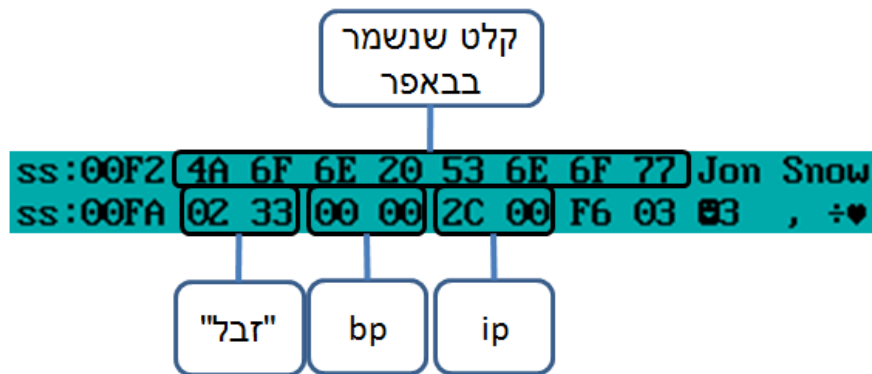 קלט שנשמר
בבאפר
ss:00F2 4A 6F 6E 20 53 6E 6F 77 Jon Snow
ss:00FA 02 33 00 00 2C 00 F6 03 ☻3 , ÷♥
"זבל"
bp
ip